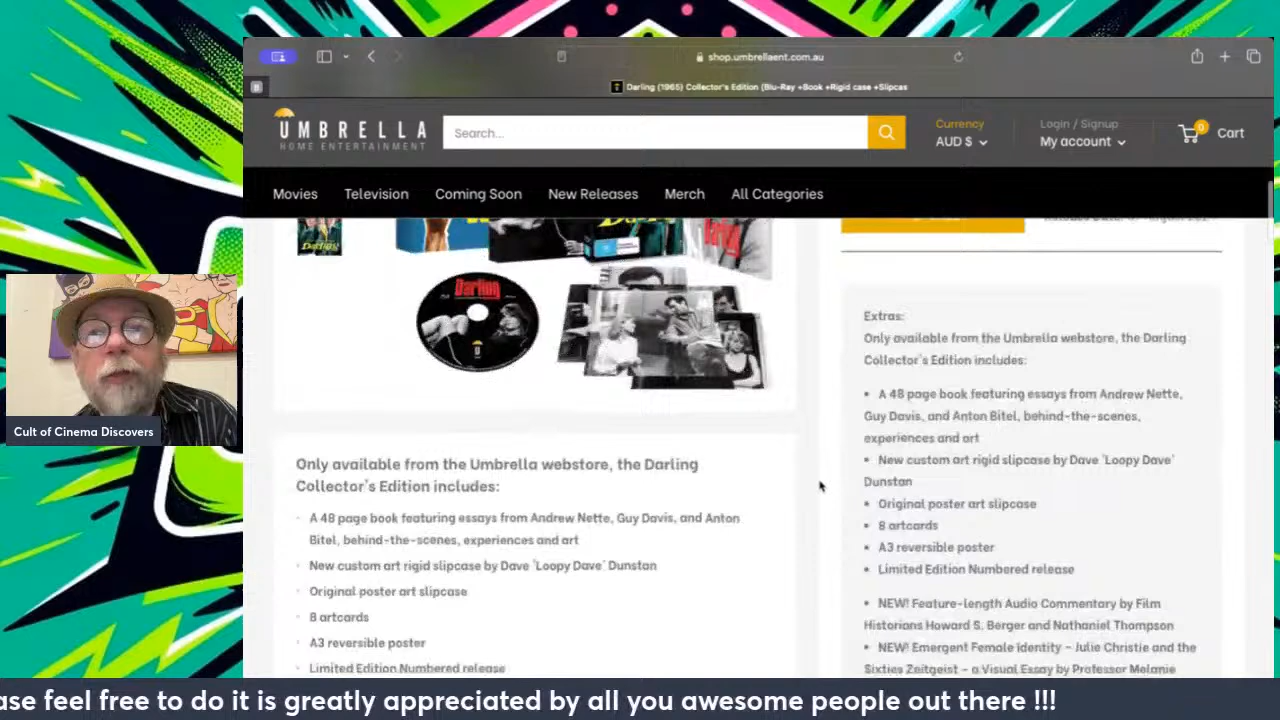 shop.umbrellaent.com.au
Darling (1965) Collector's Edition (Blu-Ray +Book +Rigid case +Slipcas
UMBRELLA
HOME ENTERTAINMENT
Search...
Currency
AUD $
Login / Signup
My account
0
Cart
Movies
Television
Coming Soon
New Releases
Merch
All Categories
Darling
Extras:
Only available from the Umbrella webstore, the Darling
Collector's Edition includes:
• A 48 page book featuring essays from Andrew Nette,
Guy Davis, and Anton Bitel, behind-the-scenes,
experiences and art
• New custom art rigid slipcase by Dave 'Loopy Dave'
Dunstan
• Original poster art slipcase
• 8 artcards
• A3 reversible poster
• Limited Edition Numbered release
• NEW! Feature-length Audio Commentary by Film
Historians Howard S. Berger and Nathaniel Thompson
• NEW! Emergent Female Identity – Julie Christie and the
Sixties Zeitgeist – a Visual Essay by Professor Melanie
Only available from the Umbrella webstore, the Darling
Collector's Edition includes:
A 48 page book featuring essays from Andrew Nette, Guy Davis, and Anton
Bitel, behind-the-scenes, experiences and art
New custom art rigid slipcase by Dave 'Loopy Dave' Dunstan
Original poster art slipcase
8 artcards
A3 reversible poster
Limited Edition Numbered release
Cult of Cinema Discovers
ase feel free to do it is greatly appreciated by all you awesome people out there !!!